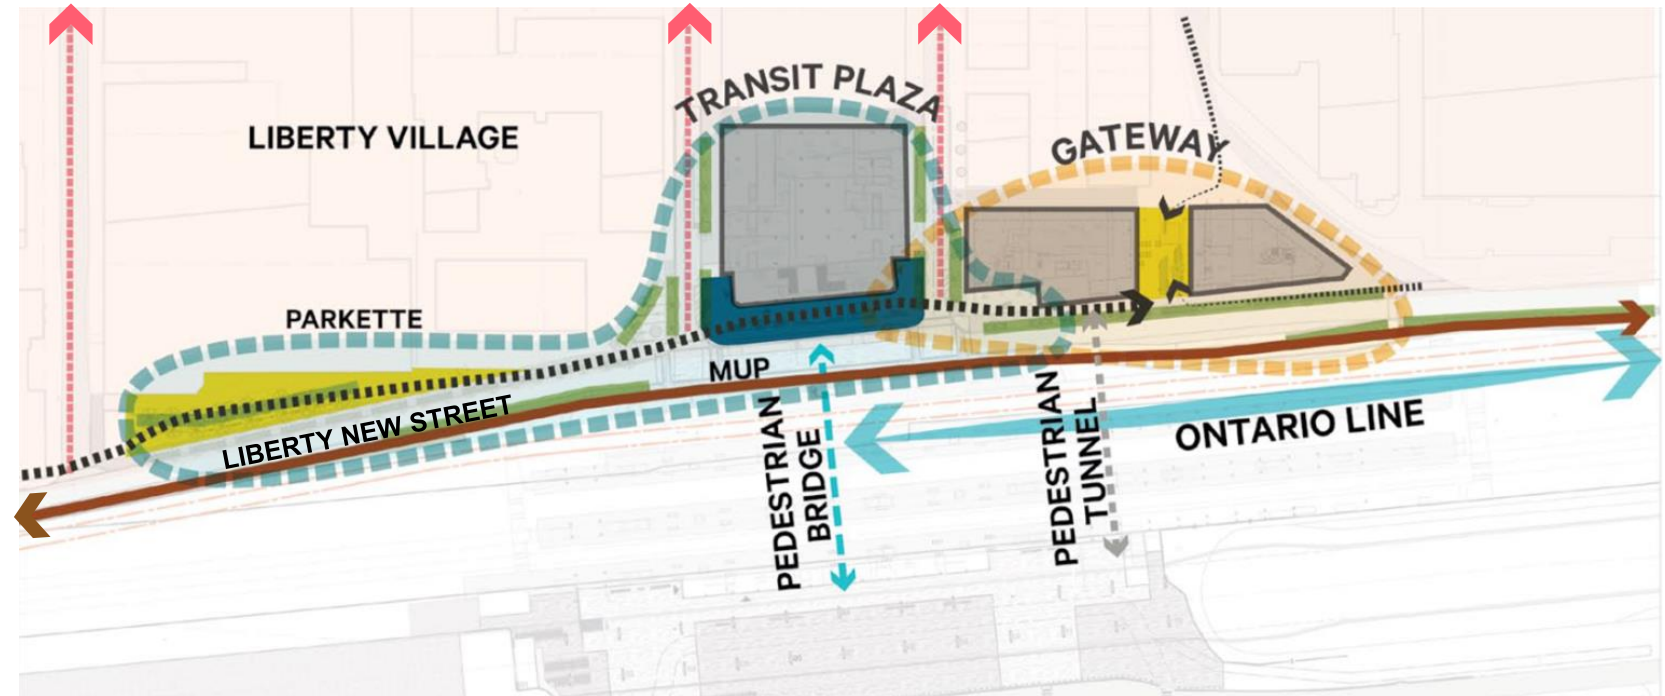 TRANSIT PLAZA
LIBERTY VILLAGE
GATEWAY
PARKETTE
MUP
LIBERTY NEW STREET
PEDESTRIAN
BRIDGE
PEDESTRIAN
TUNNEL
ONTARIO LINE